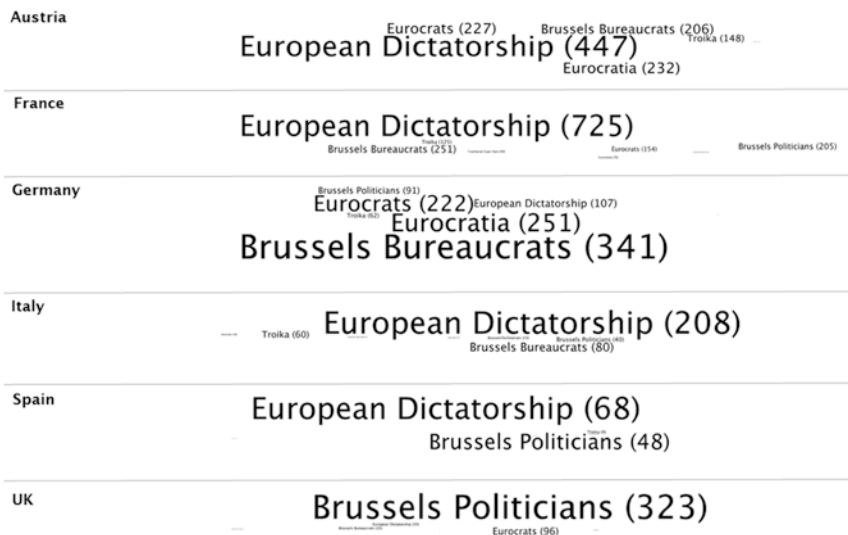 Austria
Eurocrats (227)
Brussels Bureaucrats (206)
European Dictatorship (447)
Troika (148)
Eurocratia (232)
France
European Dictatorship (725)
Troika (125)
Brussels Bureaucrats (251)
Eurocrats (154)
Brussels Politicians (205)
Germany
Brussels Politicians (91)
Eurocrats (222)
European Dictatorship (107)
Troika (62)
Eurocratia (251)
Brussels Bureaucrats (341)
Italy
European Dictatorship (208)
Troika (60)
Brussels Politicians (40)
Brussels Bureaucrats (80)
Spain
European Dictatorship (68)
Brussels Politicians (48)
UK
Brussels Politicians (323)
Eurocrats (96)